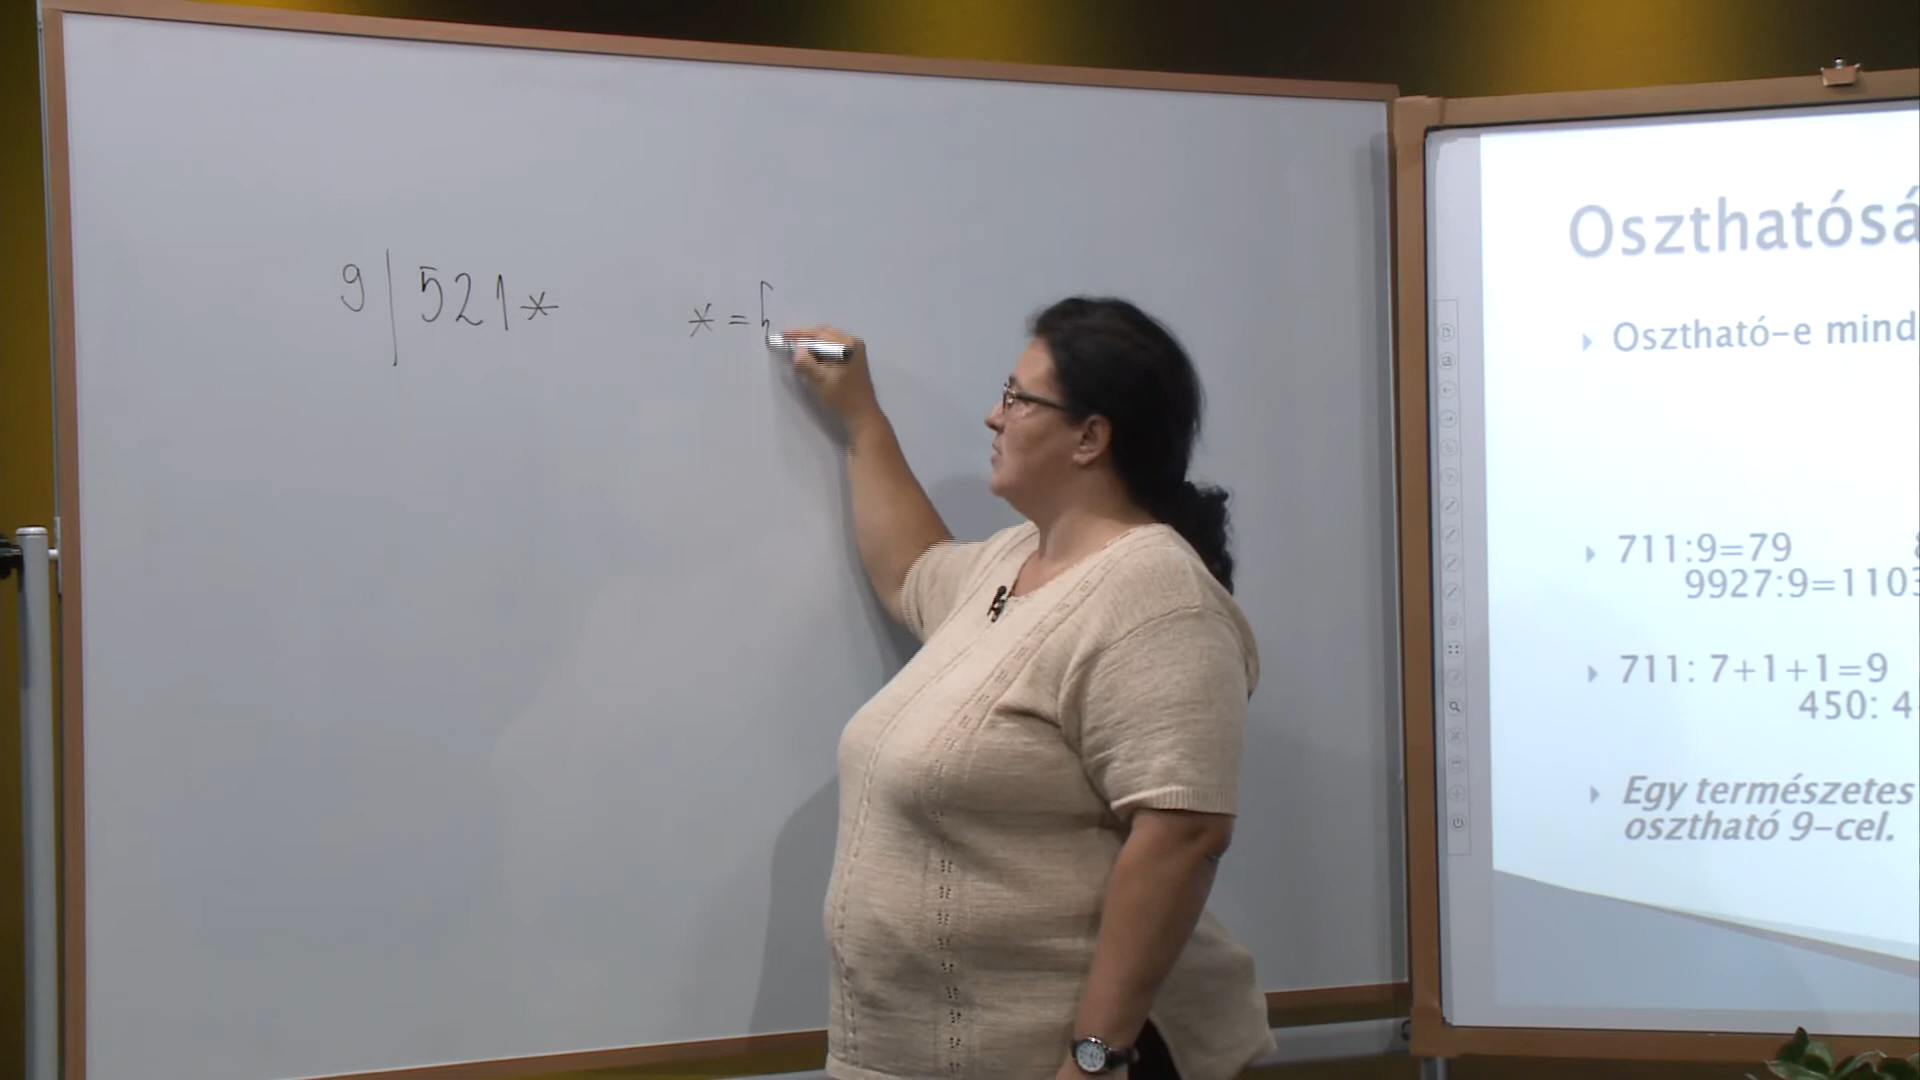 9 | 521*
* =
Oszthatósá
Osztható-e mind
711:9=79
9927:9=1103
711: 7+1+1=9
450: 4
Egy természetes
osztható 9-cel.